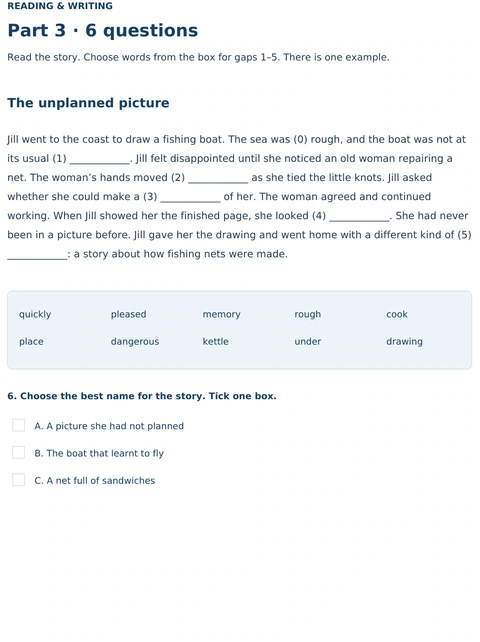 READING & WRITING
Part 3 · 6 questions
Read the story. Choose words from the box for gaps 1–5. There is one example.
The unplanned picture
Jill went to the coast to draw a fishing boat. The sea was (0) rough, and the boat was not at
its usual (1) ____________. Jill felt disappointed until she noticed an old woman repairing a
net. The woman’s hands moved (2) ____________ as she tied the little knots. Jill asked
whether she could make a (3) ____________ of her. The woman agreed and continued
working. When Jill showed her the finished page, she looked (4) ____________. She had never
been in a picture before. Jill gave her the drawing and went home with a different kind of (5)
____________: a story about how fishing nets were made.
quickly pleased memory rough cook
place dangerous kettle under drawing
6. Choose the best name for the story. Tick one box.
A. A picture she had not planned
B. The boat that learnt to fly
C. A net full of sandwiches